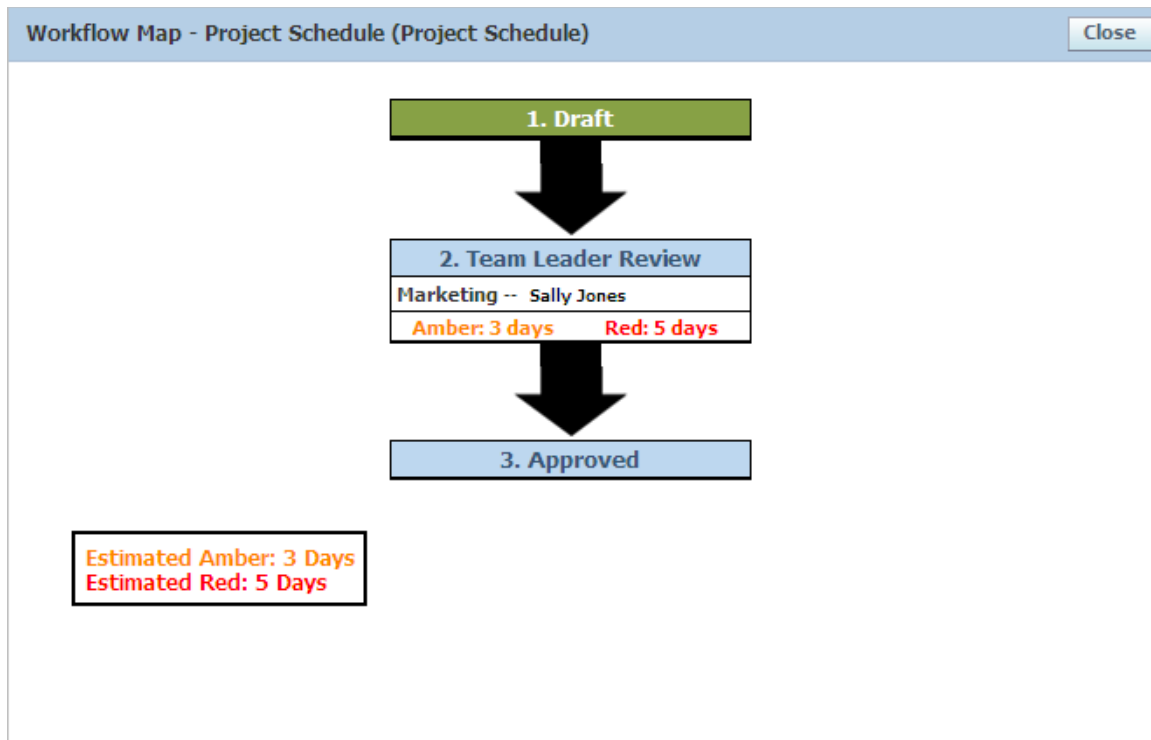 Workflow Map - Project Schedule (Project Schedule)
Close
1. Draft
2. Team Leader Review
Marketing -- Sally Jones
Amber: 3 days Red: 5 days
3. Approved
Estimated Amber: 3 Days
Estimated Red: 5 Days